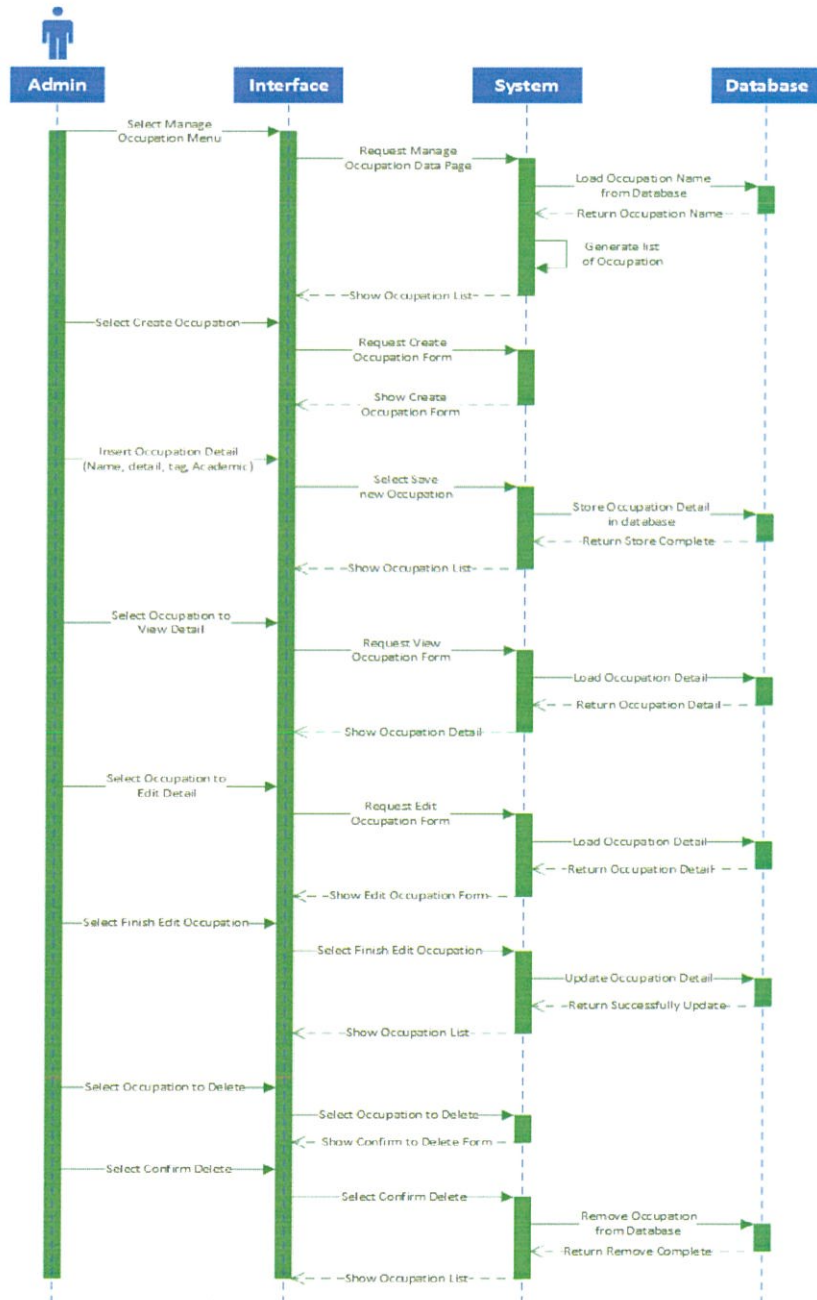 Admin
Interface
System
Database
Select Manage
Occupation Menu
Request Manage
Occupation Data Page
Load Occupation Name
from Database
Return Occupation Name
Generate list
of Occupation
Show Occupation List
Select Create Occupation
Request Create
Occupation Form
Show Create
Occupation Form
Insert Occupation Detail
(Name, detail, tag, Academic)
Select Save
new Occupation
Store Occupation Detail
in database
Return Store Complete
Show Occupation List
Select Occupation to
View Detail
Request View
Occupation Form
Load Occupation Detail
Return Occupation Detail
Show Occupation Detail
Select Occupation to
Edit Detail
Request Edit
Occupation Form
Load Occupation Detail
Return Occupation Detail
Show Edit Occupation Form
Select Finish Edit Occupation
Select Finish Edit Occupation
Update Occupation Detail
Return Successfully Update
Show Occupation List
Select Occupation to Delete
Select Occupation to Delete
Show Confirm to Delete Form
Select Confirm Delete
Select Confirm Delete
Remove Occupation
from Database
Return Remove Complete
Show Occupation List